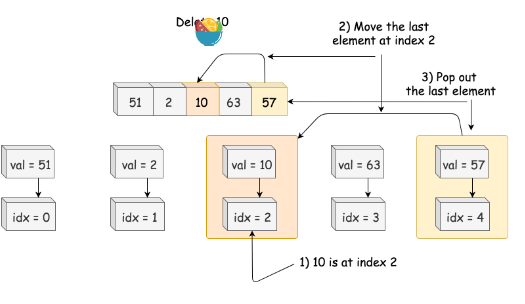 10
2) Move the last
element at index 2
3) Pop out
the last element
51 2 10 63 57
val = 51 val = 2 val = 10 val = 63 val = 57
idx = 0 idx = 1 idx = 2 idx = 3 idx = 4
1) 10 is at index 2